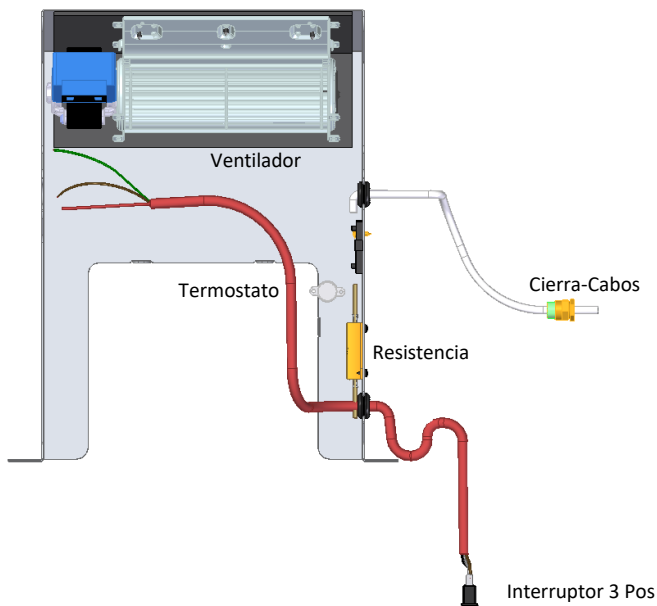 Ventilador
Cierra-Cabos
Termostato
Resistencia
Interruptor 3 Pos